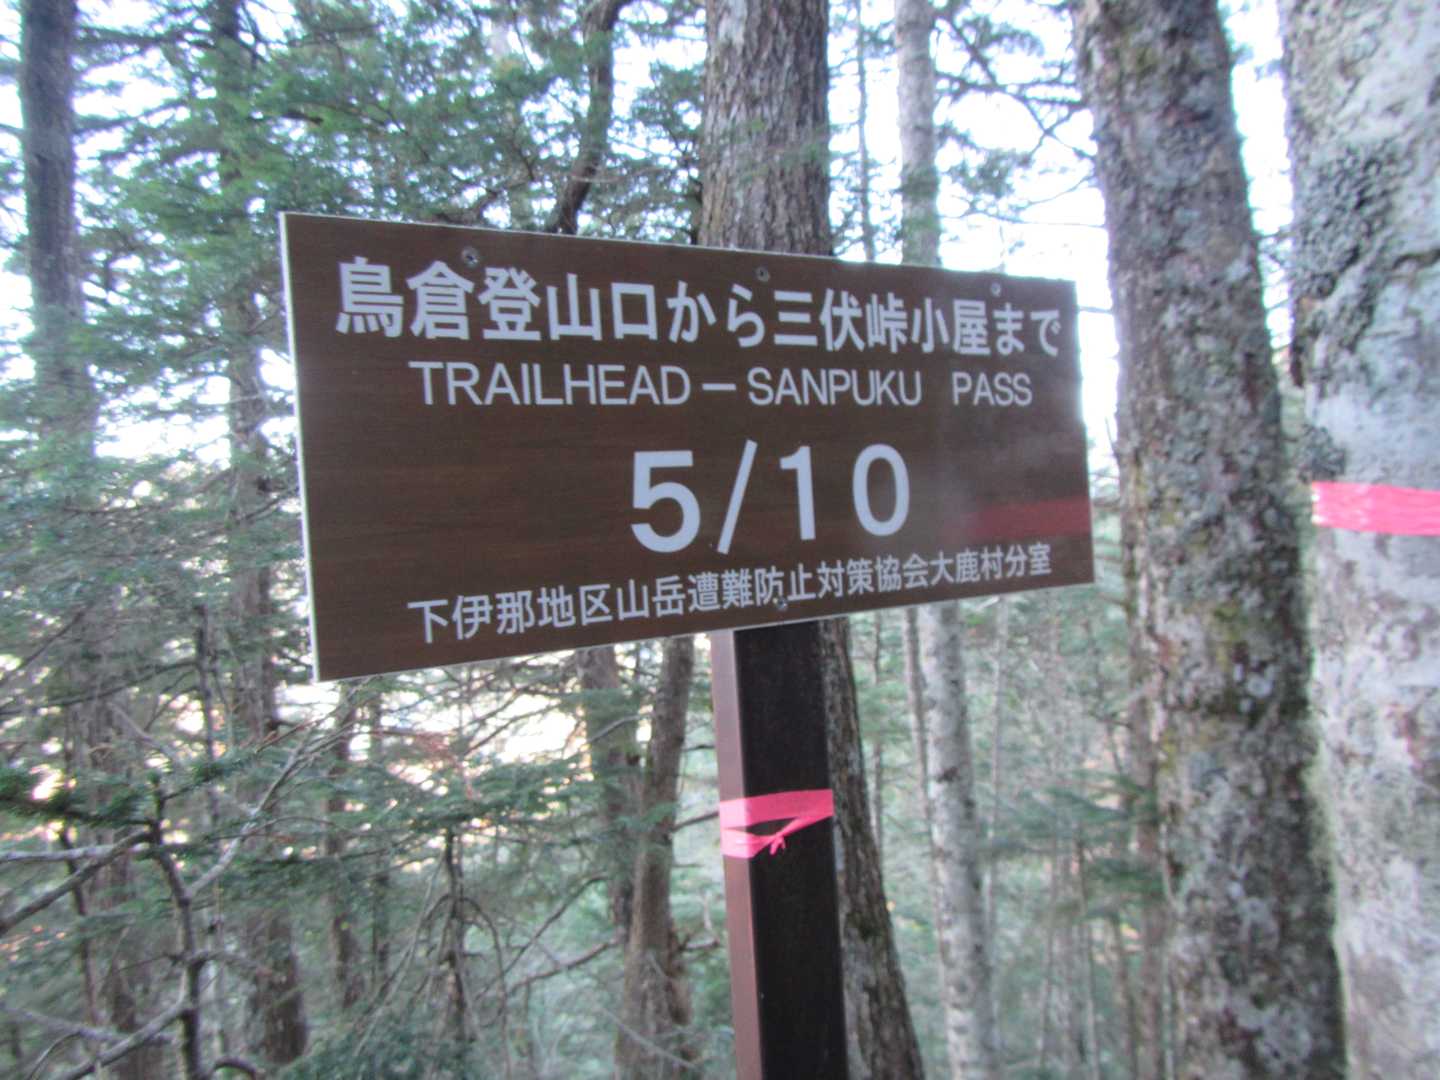 鳥倉登山口から三伏峠小屋まで
TRAILHEAD － SANPUKU PASS
5/10
下伊那地区山岳遭難防止対策協会大鹿村分室